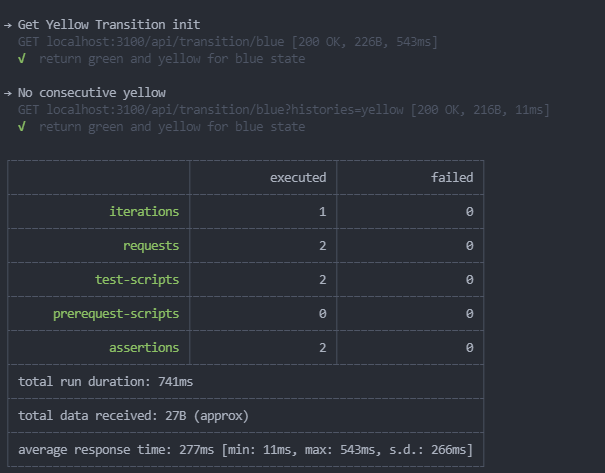 → Get Yellow Transition init
GET localhost:3100/api/transition/blue [200 OK, 226B, 543ms]
√ return green and yellow for blue state
→ No consecutive yellow
GET localhost:3100/api/transition/blue?histories=yellow [200 OK, 216B, 11ms]
√ return green and yellow for blue state
executed failed
iterations 1 0
requests 2 0
test-scripts 2 0
prerequest-scripts 0 0
assertions 2 0
total run duration: 741ms
total data received: 27B (approx)
average response time: 277ms [min: 11ms, max: 543ms, s.d.: 266ms]